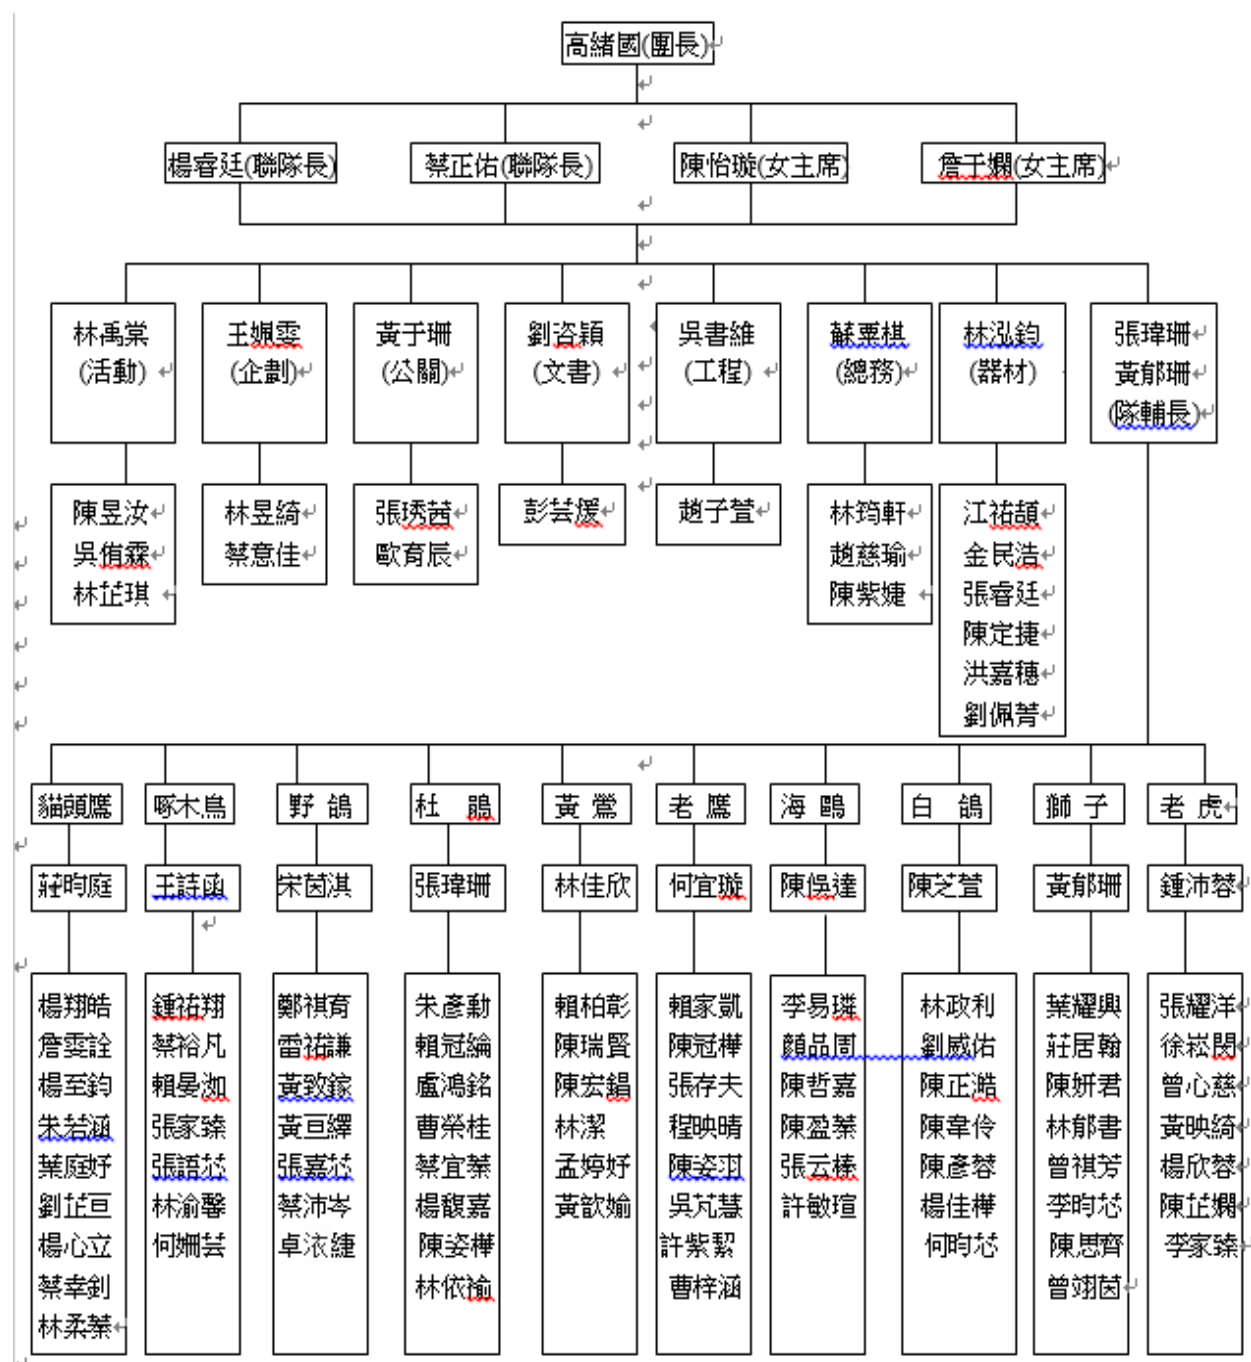 高緒國(團長)
楊睿廷(聯隊長)
蔡正佑(聯隊長)
陳怡璇(女主席)
詹于嫻(女主席)
林禹棠
(活動)
王姵雯
(企劃)
黃于珊
(公關)
劉咨穎
(文書)
吳書維
(工程)
蘇粟棋
(總務)
林泓鈞
(器材)
張瑋珊
黃郁珊
(隊輔長)
陳昱汝
吳侑霖
林芷琪
林昱綺
蔡意佳
張琇茜
歐育辰
彭芸煖
趙子萱
林筠軒
趙慈瑜
陳紫婕
江祐頡
金民浩
張睿廷
陳定捷
洪嘉穗
劉佩菁
貓頭鷹
啄木鳥
野 鴿
杜 鵑
黃 鶯
老 鷹
海 鷗
白 鴿
獅 子
老 虎
莊昀庭
王詩函
宋茵淇
張瑋珊
林佳欣
何宜璇
陳俁達
陳芝萱
黃郁珊
鍾沛蓉
楊翔皓
詹雯詮
楊至鈞
朱若涵
葉庭妤
劉芷亘
楊心立
蔡幸釗
林柔蓁
鍾祐翔
蔡裕凡
賴晏洳
張家臻
張語芯
林渝馨
何姍芸
鄭祺育
雷祐謙
黃致鎵
黃亘繹
張嘉芯
蔡沛岑
卓浓緁
朱彥勳
賴冠綸
盧鴻銘
曹榮桂
蔡宜蓁
楊馥嘉
陳姿樺
林依褕
賴柏彰
陳瑞賢
陳宏錩
林潔
孟婷妤
黃歆婾
賴家凱
陳冠樺
張存夫
程映晴
陳姿羽
吳芃慧
許紫絜
曹梓涵
李易璘
顏品周
陳哲嘉
陳盈蓁
張云榛
許敏瑄
林政利
劉威佑
陳正澔
陳韋伶
陳彥蓉
楊佳樺
何昀芯
葉耀興
莊居翰
陳妍君
林郁書
曾祺芳
李昀芯
陳思齊
曾翊茵
張耀洋
徐崧閔
曾心慈
黃映綺
楊欣蓉
陳芷嫻
李家臻